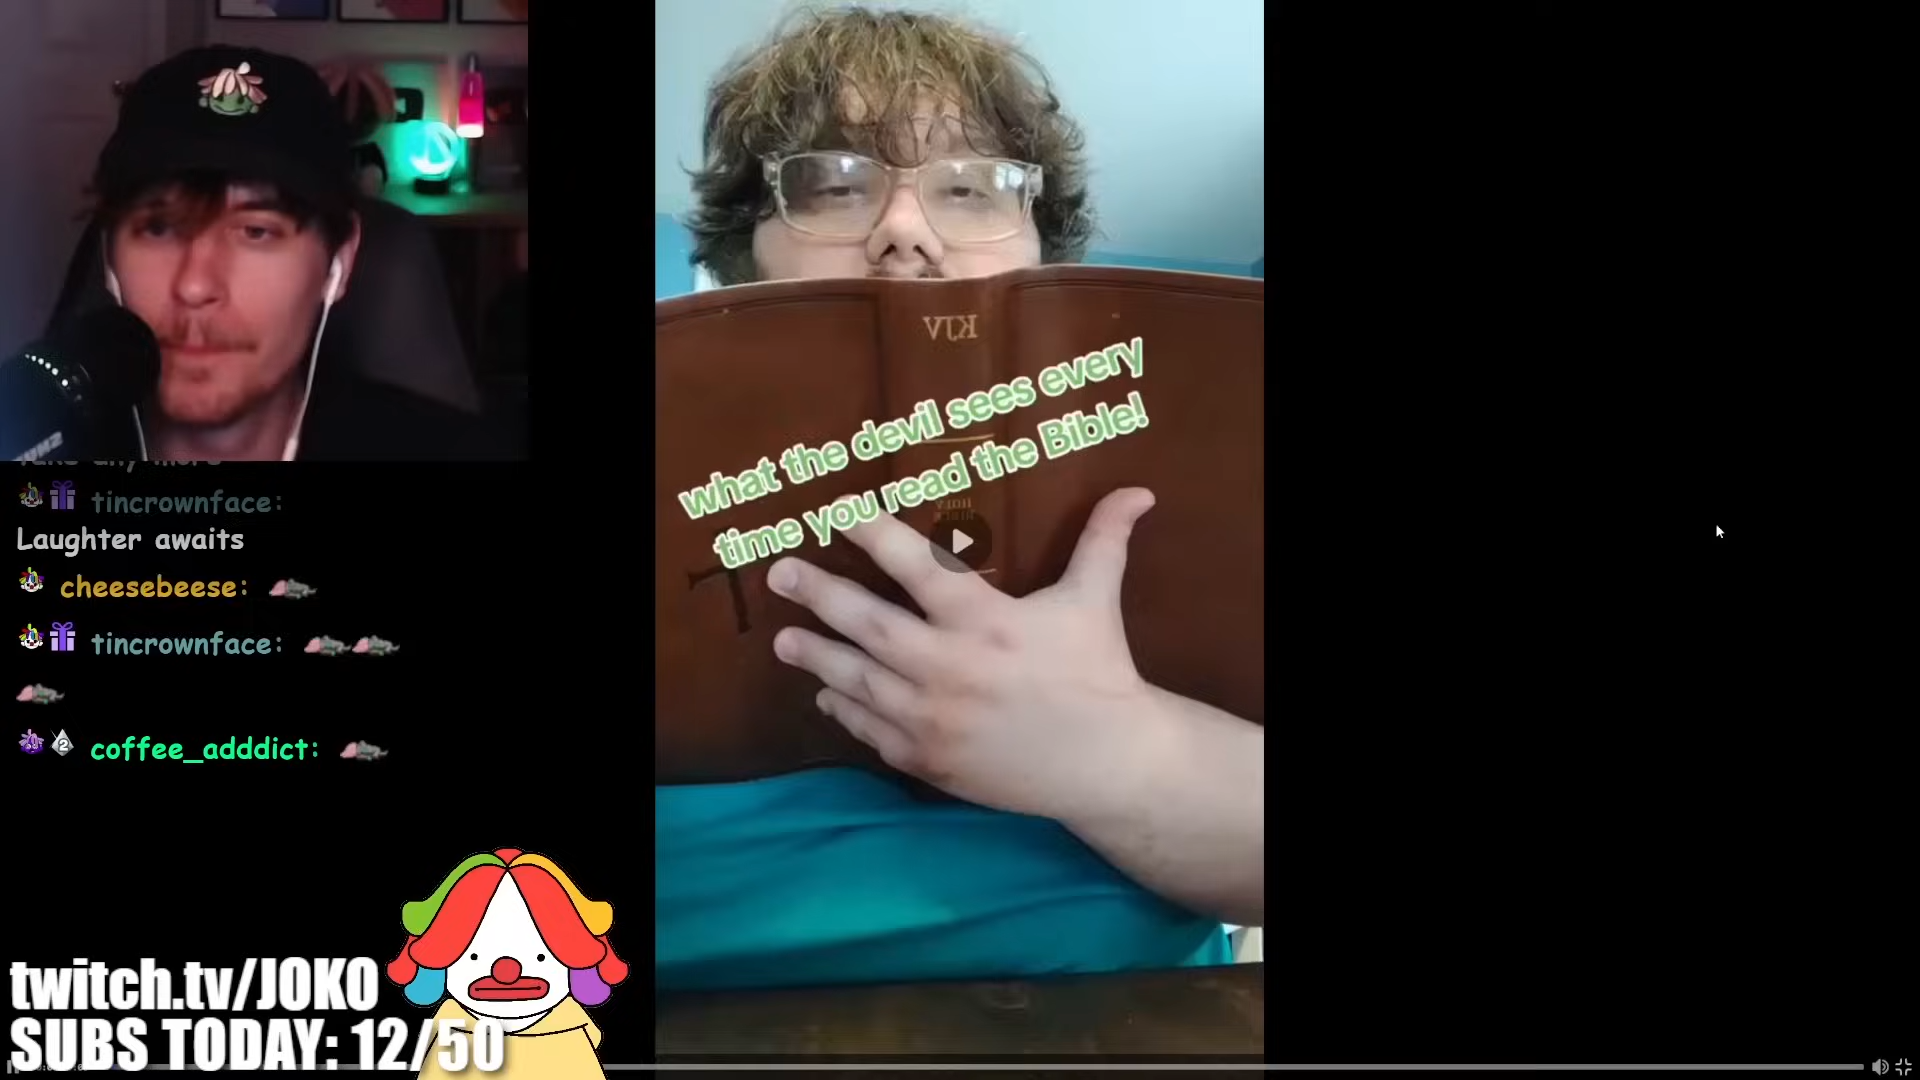 tincrownface:
Laughter awaits
cheesebeese:
tincrownface:
coffee_adddict:
twitch.tv/JOKO
SUBS TODAY: 12/50
KJV
what the devil sees every
time you read the Bible!
2